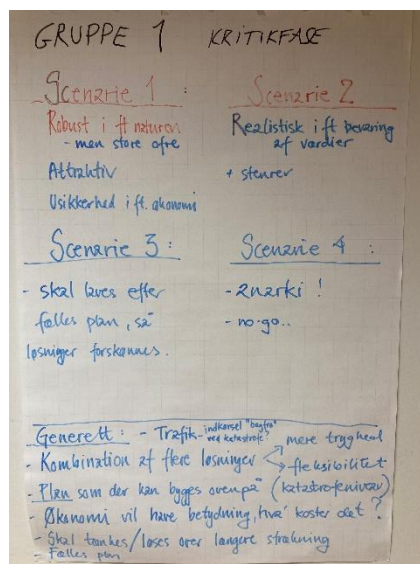 GRUPPE 1 KRITIKFASE
Scenarie 1 :
Robust i ft naturen
- men store ofre
Attraktiv
Usikkerhed i ft. økonomi
Scenarie 2
Realistisk i ft bevaring
af værdier
+ stenrev
Scenarie 3 :
- skal laves efter
fælles plan, så
løsninger forskønnes.
Scenarie 4 :
- anarki !
- no-go..
Generelt : - Trafik - indkørsel "bagfra"
ved katastrofe?
- Kombination af flere løsninger
mere tryghed
fleksibilitet
- Plan som der kan bygges ovenpå (katastrofeniveau)
- Økonomi vil have betydning, hva' koster det ?
- Skal tænkes/løses over længere strækning
- Fælles plan